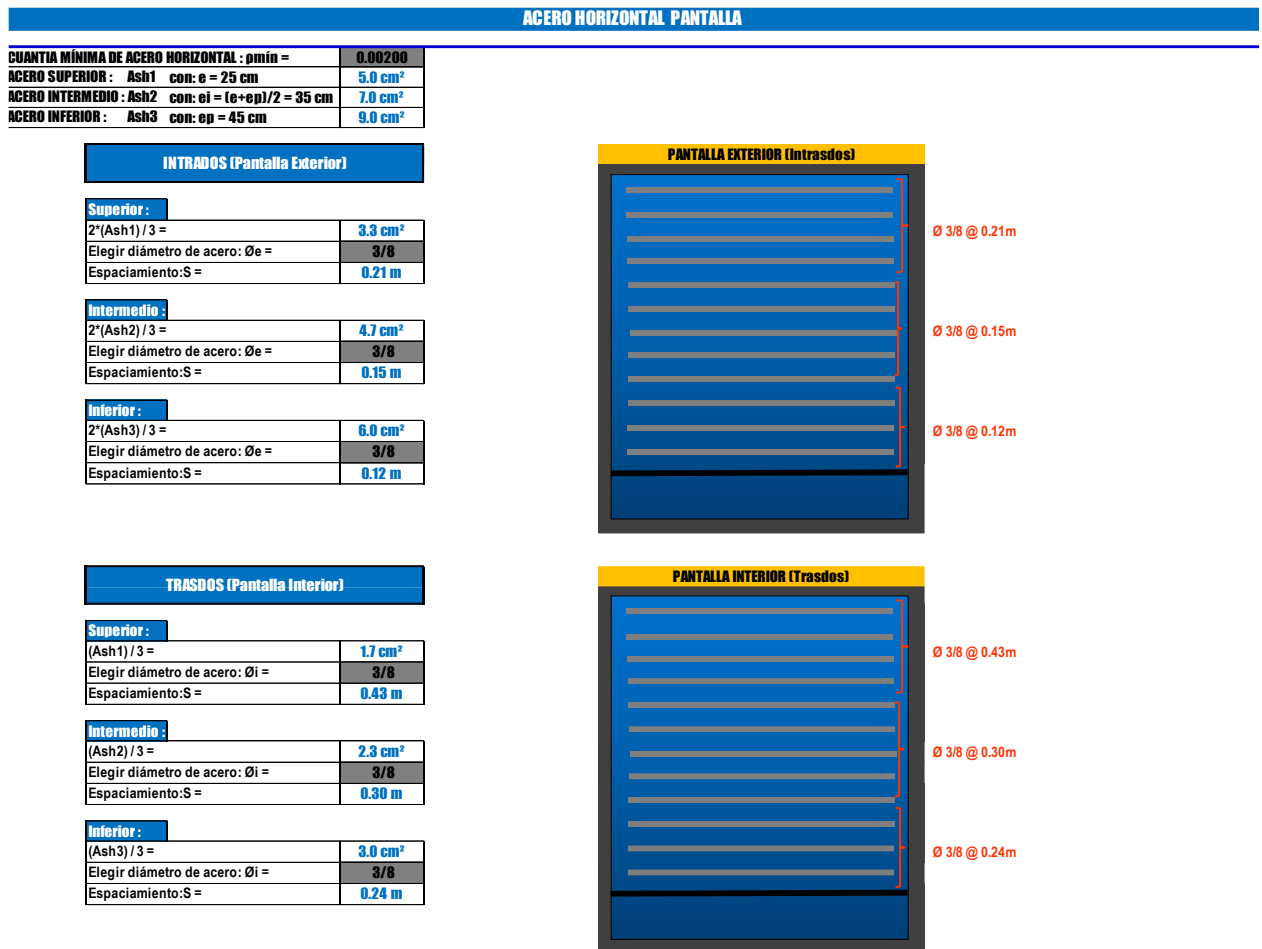 ACERO HORIZONTAL PANTALLA
CUANTIA MÍNIMA DE ACERO HORIZONTAL : ρmín = 0.00200
ACERO SUPERIOR : Ash1 con: e = 25 cm 5.0 cm²
ACERO INTERMEDIO : Ash2 con: ei = (e+ep)/2 = 35 cm 7.0 cm²
ACERO INFERIOR : Ash3 con: ep = 45 cm 9.0 cm²
INTRADOS (Pantalla Exterior)
Superior :
2*(Ash1) / 3 = 3.3 cm²
Elegir diámetro de acero: Øe = 3/8
Espaciamiento:S = 0.21 m
Intermedio :
2*(Ash2) / 3 = 4.7 cm²
Elegir diámetro de acero: Øe = 3/8
Espaciamiento:S = 0.15 m
Inferior :
2*(Ash3) / 3 = 6.0 cm²
Elegir diámetro de acero: Øe = 3/8
Espaciamiento:S = 0.12 m
PANTALLA EXTERIOR (Intrasdos)
Ø 3/8 @ 0.21m
Ø 3/8 @ 0.15m
Ø 3/8 @ 0.12m
TRASDOS (Pantalla Interior)
Superior :
(Ash1) / 3 = 1.7 cm²
Elegir diámetro de acero: Øi = 3/8
Espaciamiento:S = 0.43 m
Intermedio :
(Ash2) / 3 = 2.3 cm²
Elegir diámetro de acero: Øi = 3/8
Espaciamiento:S = 0.30 m
Inferior :
(Ash3) / 3 = 3.0 cm²
Elegir diámetro de acero: Øi = 3/8
Espaciamiento:S = 0.24 m
PANTALLA INTERIOR (Trasdos)
Ø 3/8 @ 0.43m
Ø 3/8 @ 0.30m
Ø 3/8 @ 0.24m